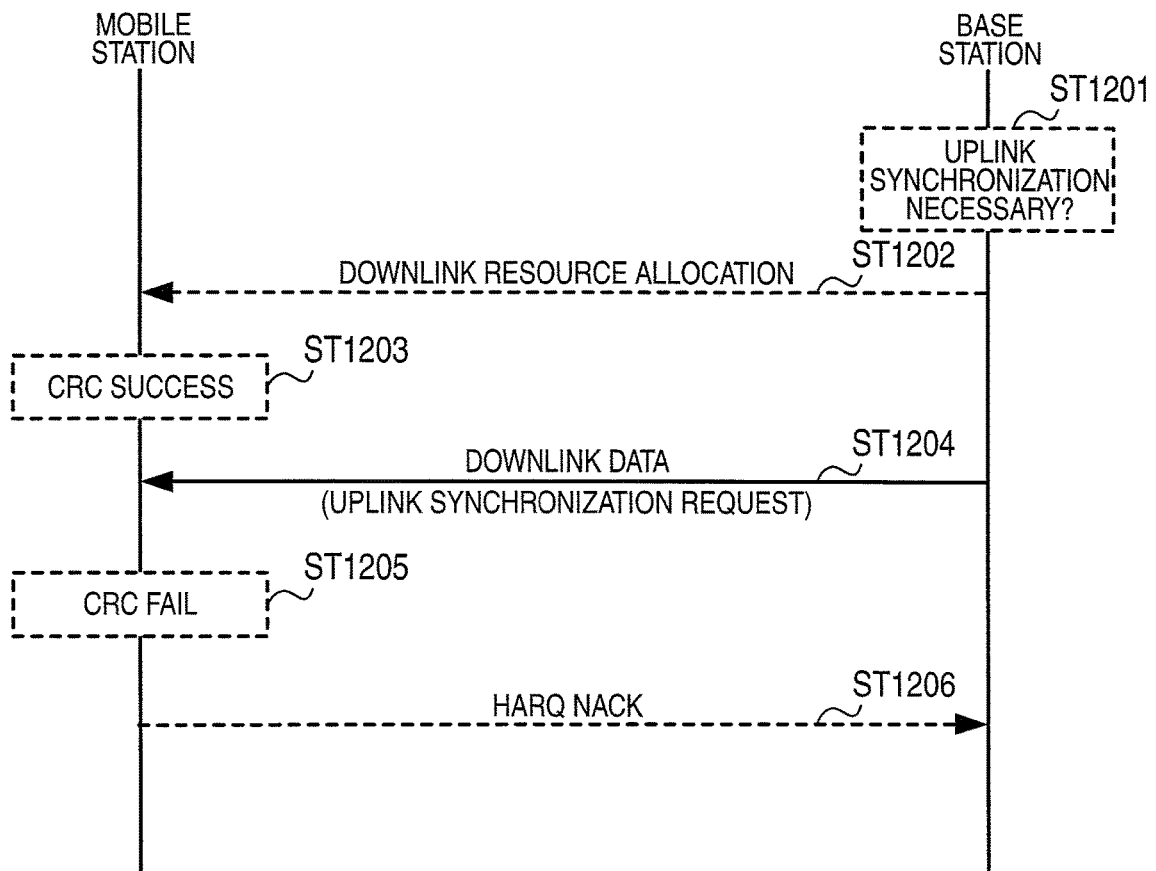 MOBILE
STATION
BASE
STATION
ST1201
UPLINK
SYNCHRONIZATION
NECESSARY?
ST1202
DOWNLINK RESOURCE ALLOCATION
ST1203
CRC SUCCESS
ST1204
DOWNLINK DATA
(UPLINK SYNCHRONIZATION REQUEST)
ST1205
CRC FAIL
ST1206
HARQ NACK